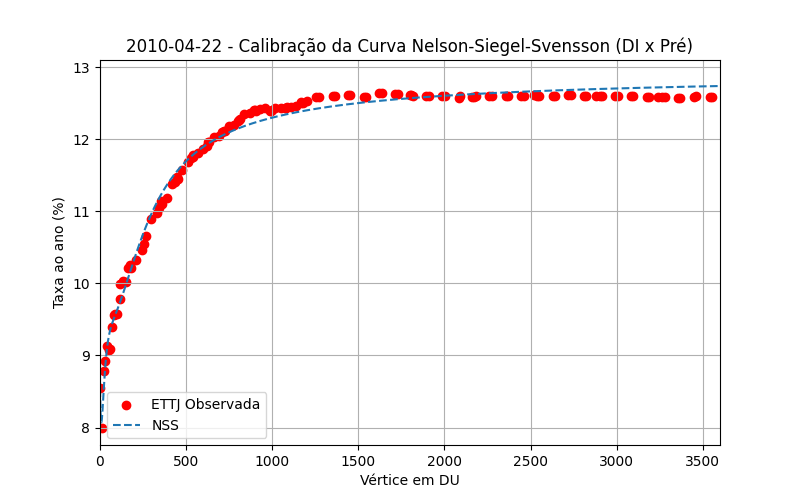 2010-04-22 - Calibração da Curva Nelson-Siegel-Svensson (DI x Pré)
13
12
11
10
9
8
Taxa ao ano (%)
ETTJ Observada
NSS
0 500 1000 1500 2000 2500 3000 3500
Vértice em DU